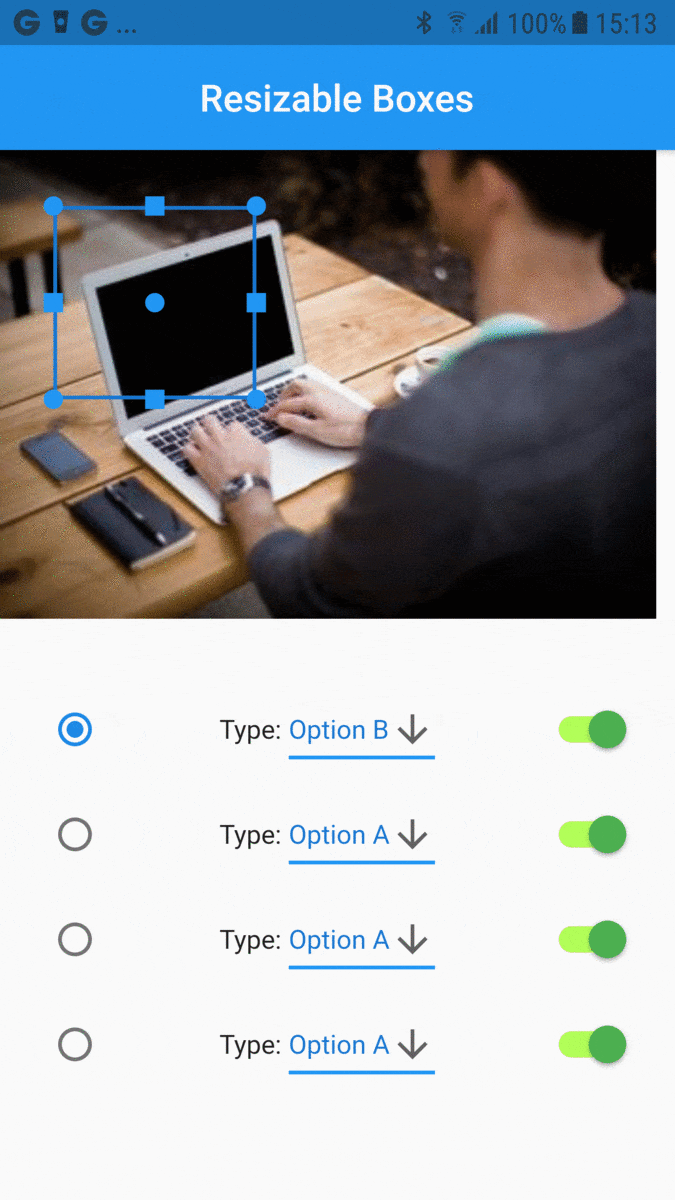 G G ... 100% 15:13
Resizable Boxes
Type: Option B
Type: Option A
Type: Option A
Type: Option A